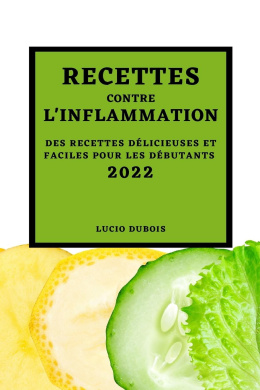 RECETTES
CONTRE
L'INFLAMMATION
DES RECETTES DÉLICIEUSES ET
FACILES POUR LES DÉBUTANTS
2022
LUCIO DUBOIS